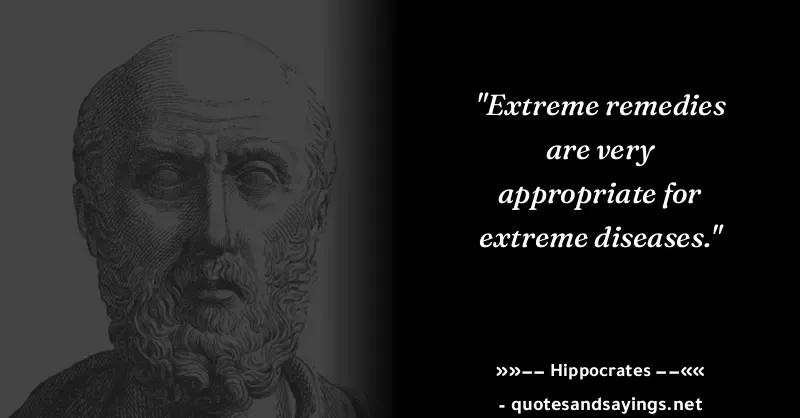 "Extreme remedies
are very
appropriate for
extreme diseases."
»»–– Hippocrates ––««
- quotesandsayings.net